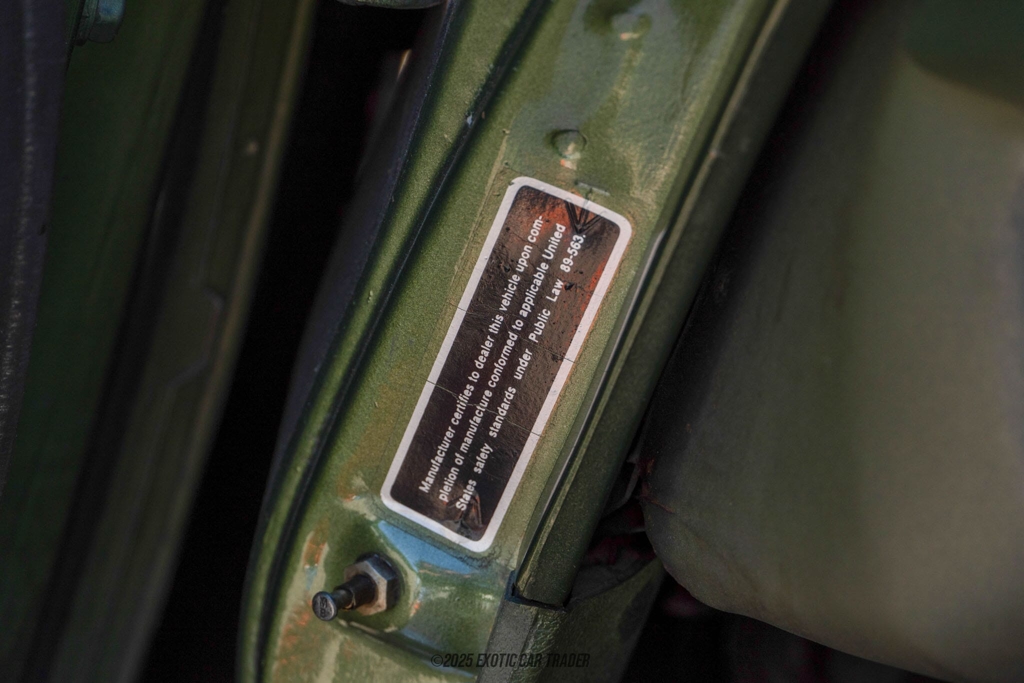 Manufacturer certifies to dealer this vehicle upon com-
pletion of manufacture conformed to applicable United
States safety standards under Public Law 89-563
©2025 EXOTIC CAR TRADER